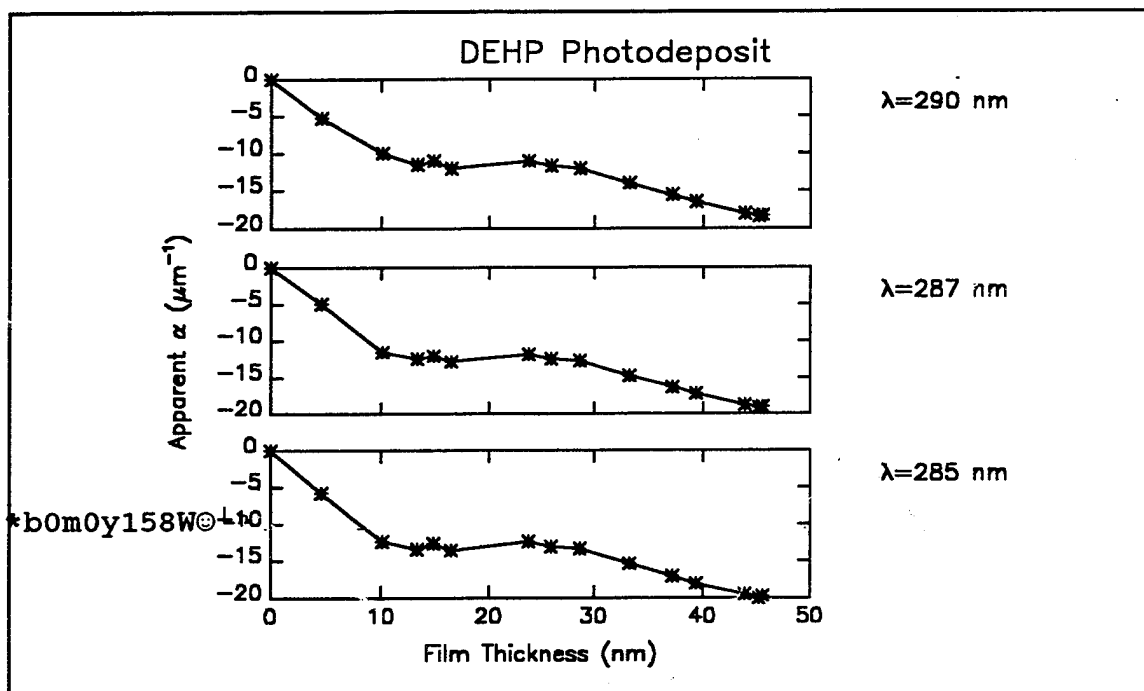 DEHP Photodeposit
0
−5
−10
−15
−20
λ=290 nm
0
−5
−10
−15
−20
λ=287 nm
Apparent α (μm⁻¹)
0
−5
−15
−20
λ=285 nm
*b0m0y158W☺
0 10 20 30 40 50
Film Thickness (nm)